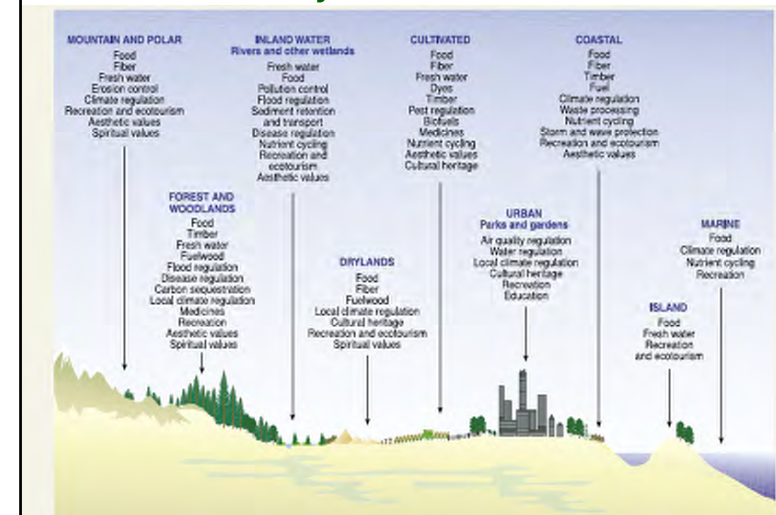 MOUNTAIN AND POLAR
Food
Fiber
Fresh water
Erosion control
Climate regulation
Recreation and ecotourism
Aesthetic values
Spiritual values
INLAND WATER
Rivers and other wetlands
Fresh water
Food
Pollution control
Flood regulation
Sediment retention
and transport
Disease regulation
Nutrient cycling
Recreation and
ecotourism
Aesthetic values
CULTIVATED
Food
Fiber
Fresh water
Dyes
Timber
Pest regulation
Biofuels
Medicines
Nutrient cycling
Aesthetic values
Cultural heritage
COASTAL
Food
Fiber
Timber
Fuel
Climate regulation
Waste processing
Nutrient cycling
Storm and wave protection
Recreation and ecotourism
Aesthetic values
FOREST AND
WOODLANDS
Food
Timber
Fresh water
Fuelwood
Flood regulation
Disease regulation
Carbon sequestration
Local climate regulation
Medicines
Recreation
Aesthetic values
Spiritual values
DRYLANDS
Food
Fiber
Fuelwood
Local climate regulation
Cultural heritage
Recreation and ecotourism
Spiritual values
URBAN
Parks and gardens
Air quality regulation
Water regulation
Local climate regulation
Cultural heritage
Recreation
Education
MARINE
Food
Climate regulation
Nutrient cycling
Recreation
ISLAND
Food
Fresh water
Recreation
and ecotourism